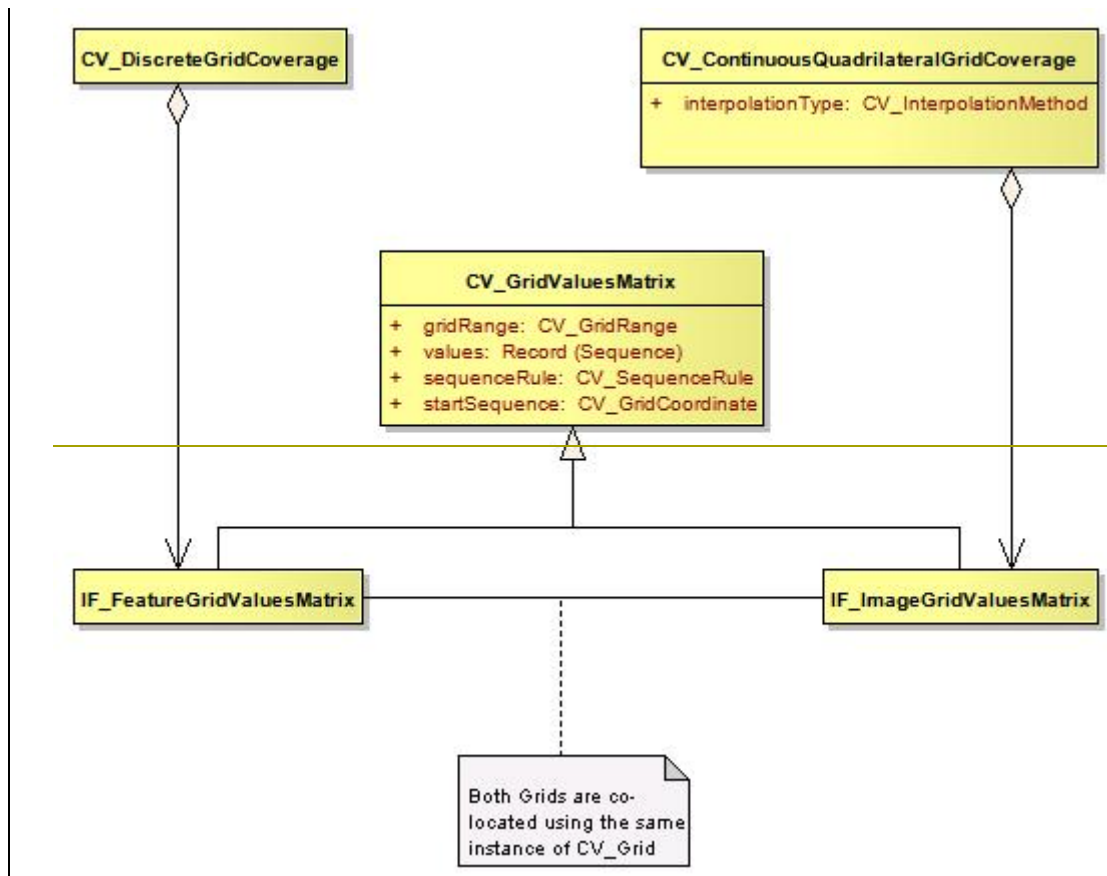 CV_DiscreteGridCoverage
CV_ContinuousQuadrilateralGridCoverage
+ interpolationType: CV_InterpolationMethod
CV_GridValuesMatrix
+ gridRange: CV_GridRange
+ values: Record (Sequence)
+ sequenceRule: CV_SequenceRule
+ startSequence: CV_GridCoordinate
IF_FeatureGridValuesMatrix
IF_ImageGridValuesMatrix
Both Grids are co-
located using the same
instance of CV_Grid